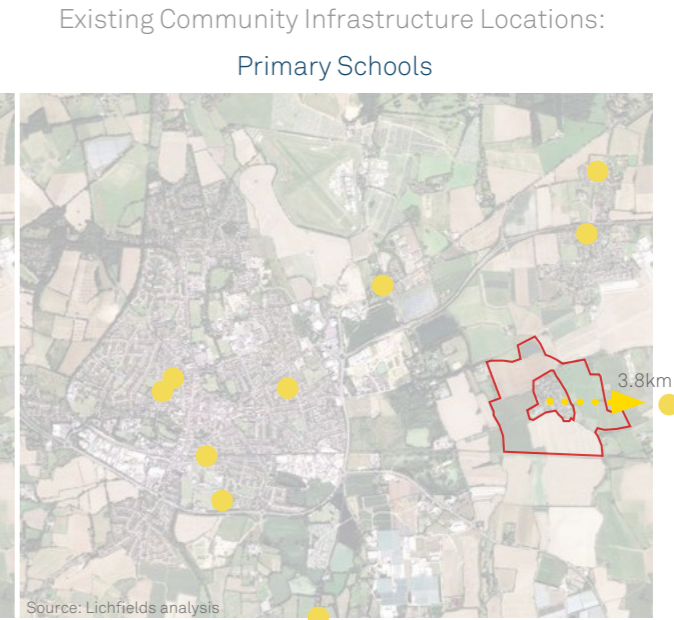 Existing Community Infrastructure Locations:
Primary Schools
3.8km
Source: Lichfields analysis